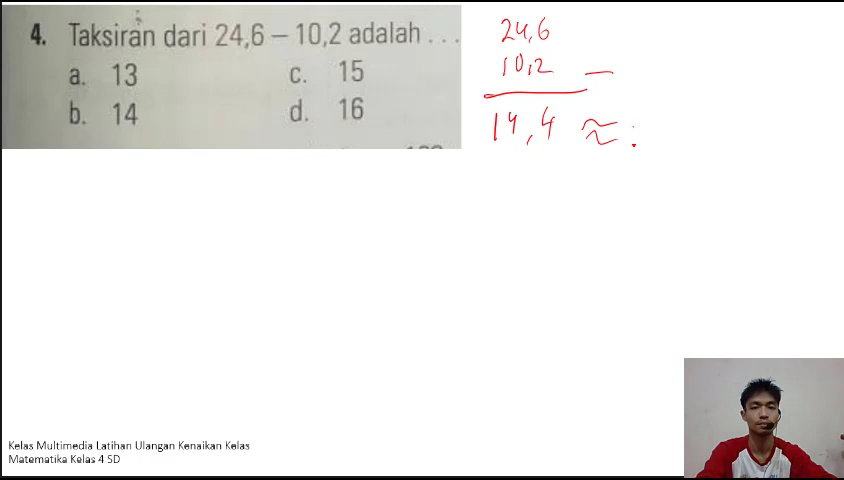 4. Taksiran dari 24,6 – 10,2 adalah . . .
a. 13 c. 15
b. 14 d. 16
24,6
10,2 –
14,4 ≈
Kelas Multimedia Latihan Ulangan Kenaikan Kelas
Matematika Kelas 4 SD